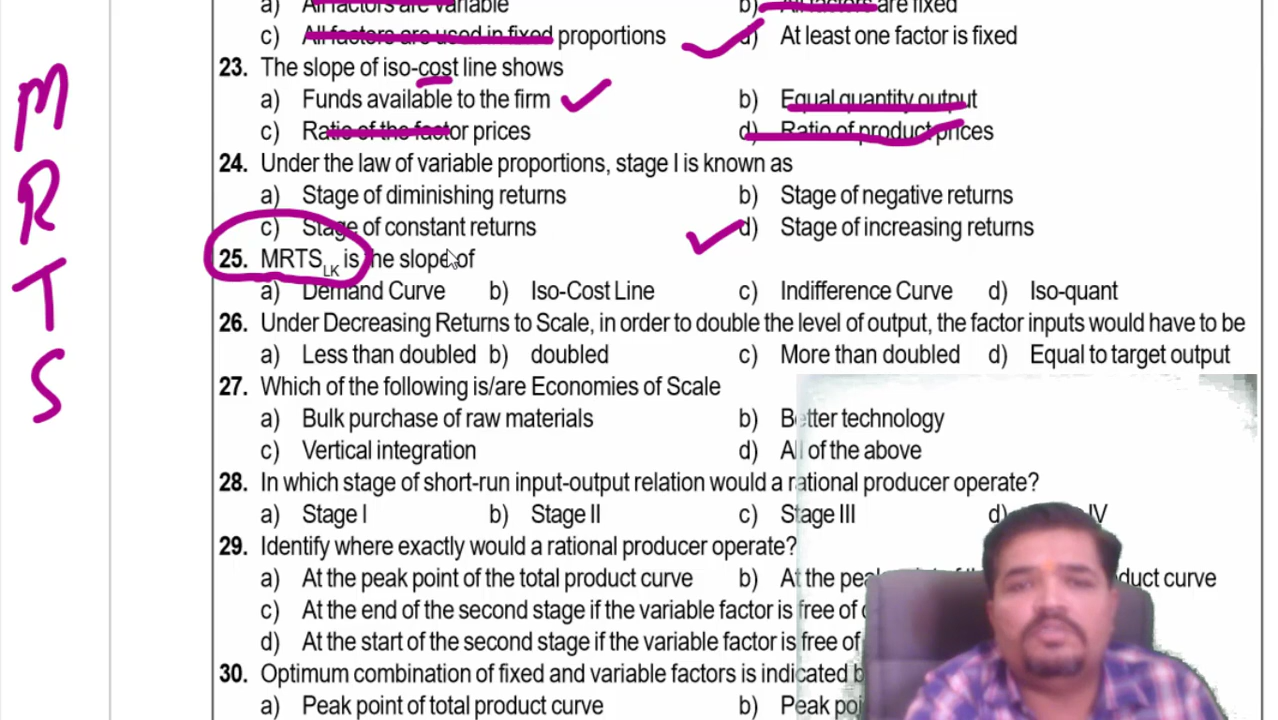 a) All factors are variable b) All factors are fixed
c) All factors are used in fixed proportions d) At least one factor is fixed
23. The slope of iso-cost line shows
a) Funds available to the firm b) Equal quantity output
c) Ratio of the factor prices d) Ratio of product prices
24. Under the law of variable proportions, stage I is known as
a) Stage of diminishing returns b) Stage of negative returns
c) Stage of constant returns d) Stage of increasing returns
25. MRTS LK is the slope of
a) Demand Curve b) Iso-Cost Line c) Indifference Curve d) Iso-quant
26. Under Decreasing Returns to Scale, in order to double the level of output, the factor inputs would have to be
a) Less than doubled b) doubled c) More than doubled d) Equal to target output
27. Which of the following is/are Economies of Scale
a) Bulk purchase of raw materials b) Better technology
c) Vertical integration d) All of the above
28. In which stage of short-run input-output relation would a rational producer operate?
a) Stage I b) Stage II c) Stage III d) IV
29. Identify where exactly would a rational producer operate?
a) At the peak point of the total product curve b) At the curve
c) At the end of the second stage if the variable factor is free of
d) At the start of the second stage if the variable factor is free of
30. Optimum combination of fixed and variable factors is indicated
a) Peak point of total product curve b) Peak
M
R
T
S